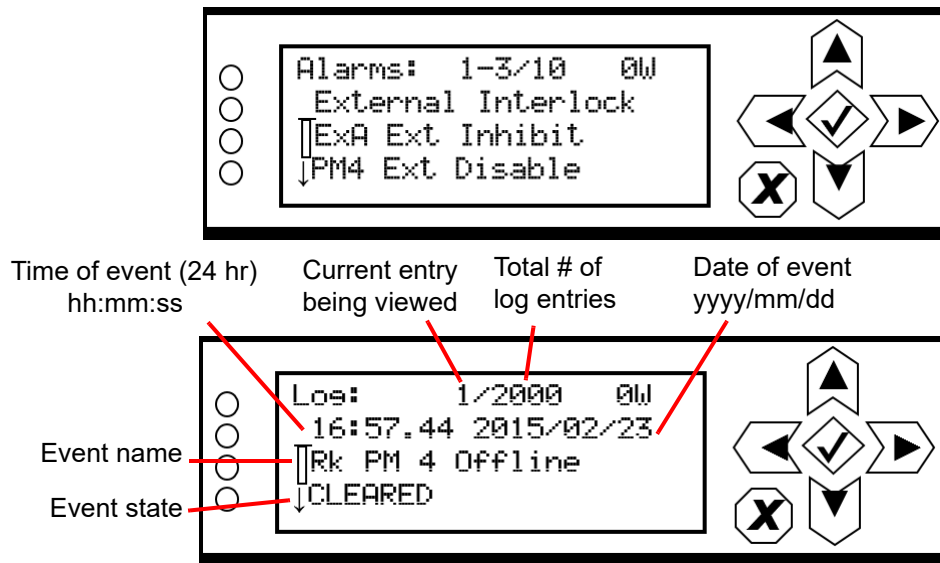 Alarms: 1-3/10 0W
External Interlock
ExA Ext Inhibit
↓PM4 Ext Disable
X
Time of event (24 hr)
hh:mm:ss
Current entry
being viewed
Total # of
log entries
Date of event
yyyy/mm/dd
Log: 1/2000 0W
16:57.44 2015/02/23
Rk PM 4 Offline
↓CLEARED
Event name
Event state
X